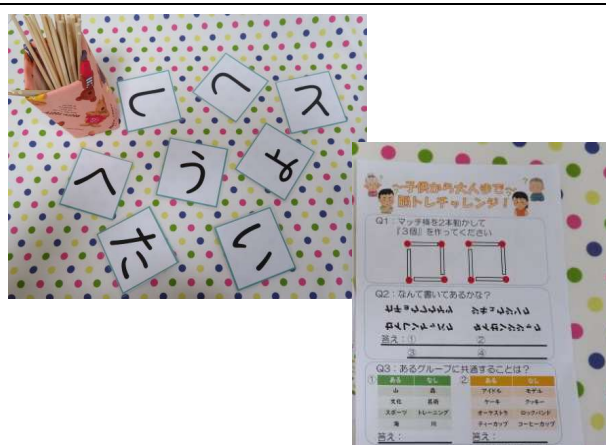 く
う
よ
た
い
～子供から大人まで～
脳トレチャレンジ！
Q1：マッチ棒を2本動かして
『3個』を作ってください
Q2：なんて書いてあるかな？
答え：① ②
③ ④
Q3：あるグループに共通することは？
① ある なし ② ある なし
山 森 アイドル モデル
文化 芸術 ケーキ クッキー
スポーツ トレーニング オーケストラ ロックバンド
海 川 ティーカップ コーヒーカップ
答え： 答え：